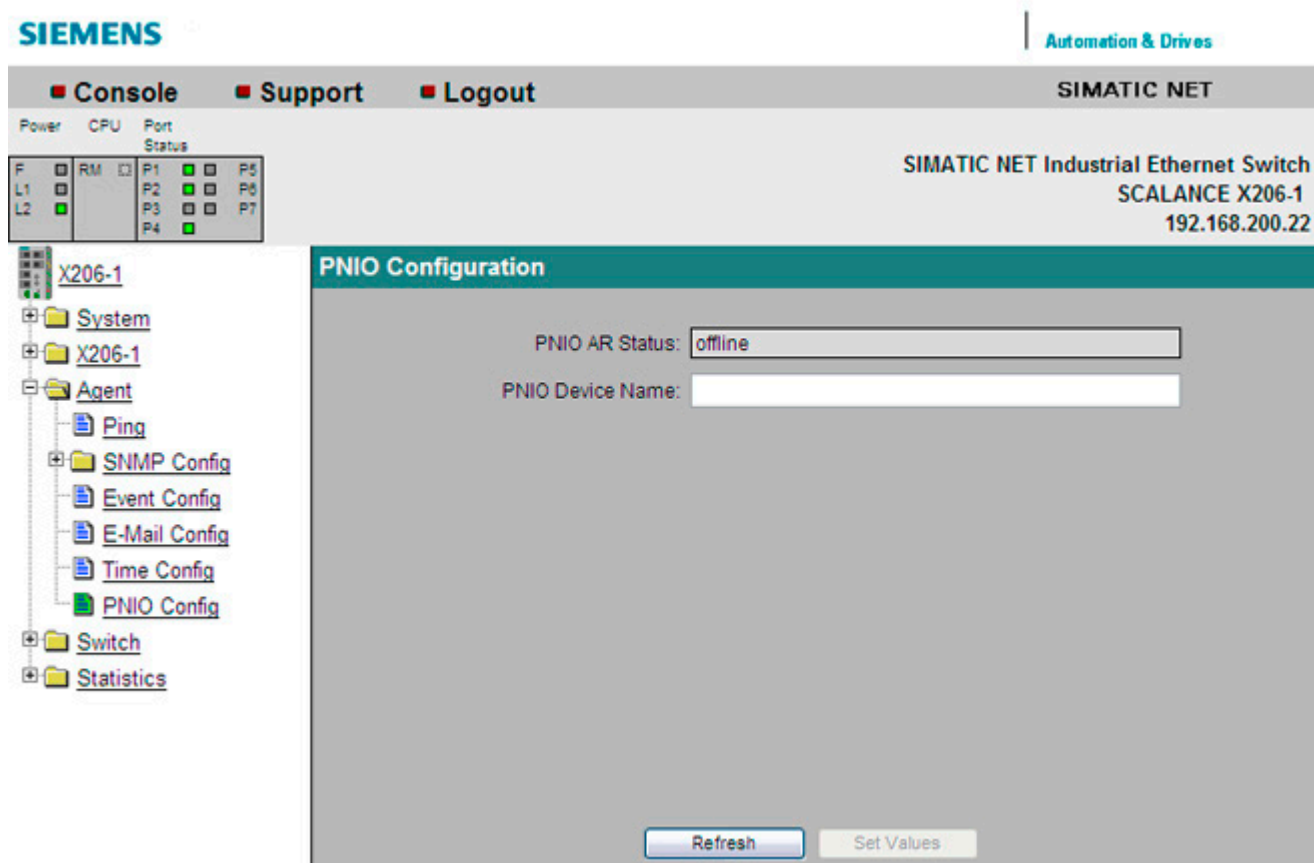 SIEMENS
Automation & Drives
Console Support Logout SIMATIC NET
Power CPU Port
Status
F RM P1 P5
L1 P2 P6
L2 P3 P7
P4
SIMATIC NET Industrial Ethernet Switch
SCALANCE X206-1
192.168.200.22
X206-1
System
X206-1
Agent
Ping
SNMP Config
Event Config
E-Mail Config
Time Config
PNIO Config
Switch
Statistics
PNIO Configuration
PNIO AR Status: offline
PNIO Device Name:
Refresh Set Values